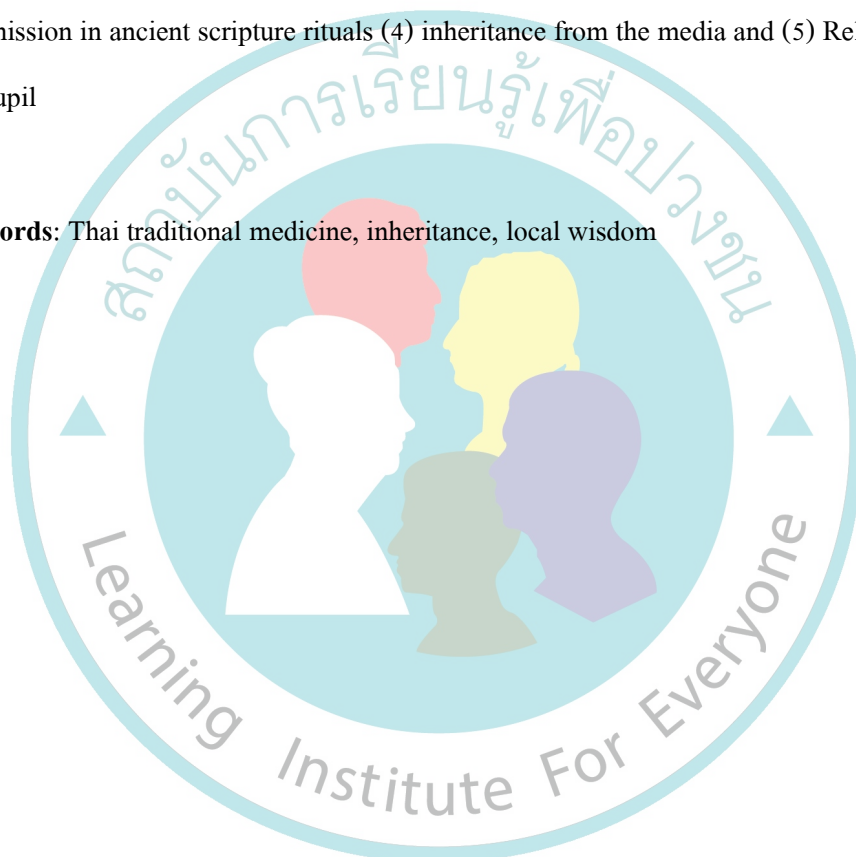 mission in ancient scripture rituals (4) inheritance from the media and (5) Rel
upil
สถาบันการเรียนรู้เพื่อปวงชน
ords: Thai traditional medicine, inheritance, local wisdom
Learning Institute For Everyone